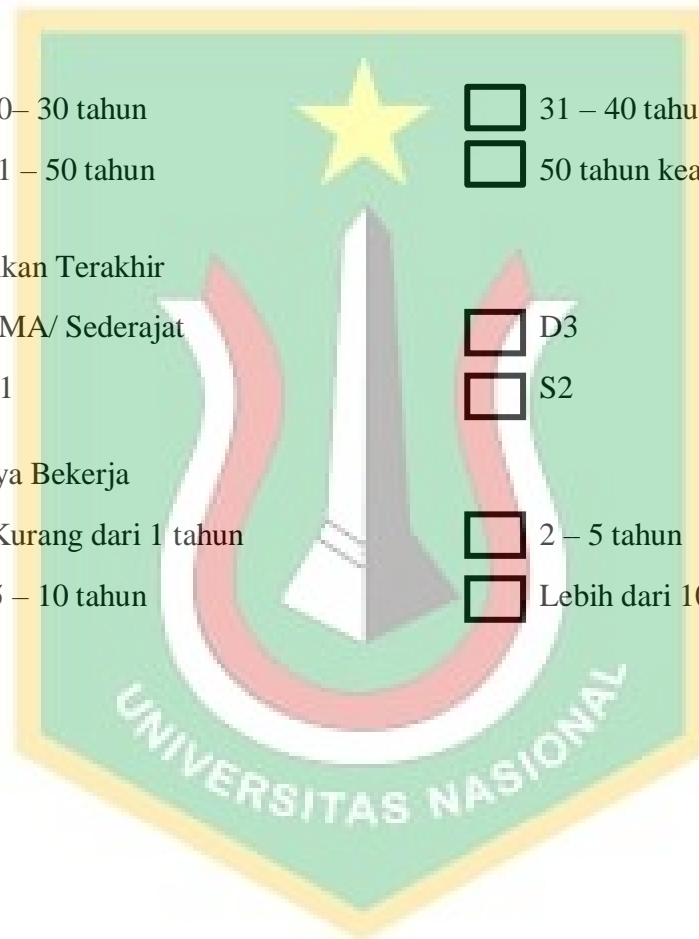 0– 30 tahun 31 – 40 tahu
1 – 50 tahun 50 tahun kea
kan Terakhir
MA/ Sederajat D3
1 S2
ya Bekerja
Kurang dari 1 tahun 2 – 5 tahun
5 – 10 tahun Lebih dari 10
UNIVERSITAS NASIONAL